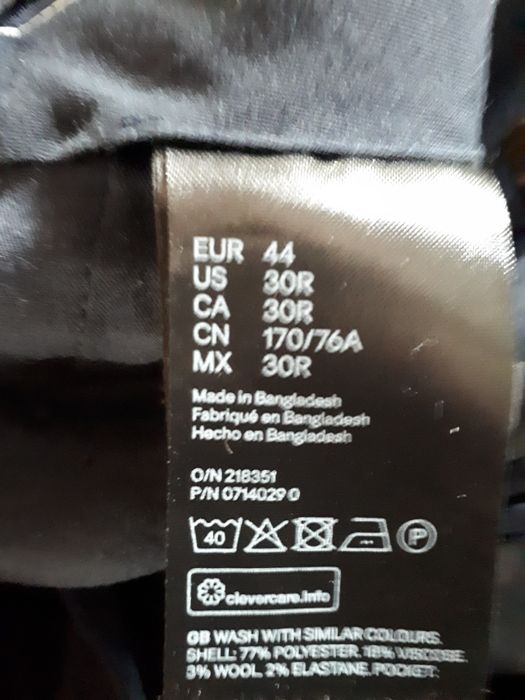 EUR 44
US 30R
CA 30R
CN 170/76A
MX 30R
Made in Bangladesh
Fabriqué en Bangladesh
Hecho en Bangladesh
O/N 218351
P/N 0714029 0
40 P
clevercare.info
GB WASH WITH SIMILAR COLOURS.
SHELL: 77% POLYESTER. 18% VISCOSE.
3% WOOL 2% ELASTANE. POCKET: